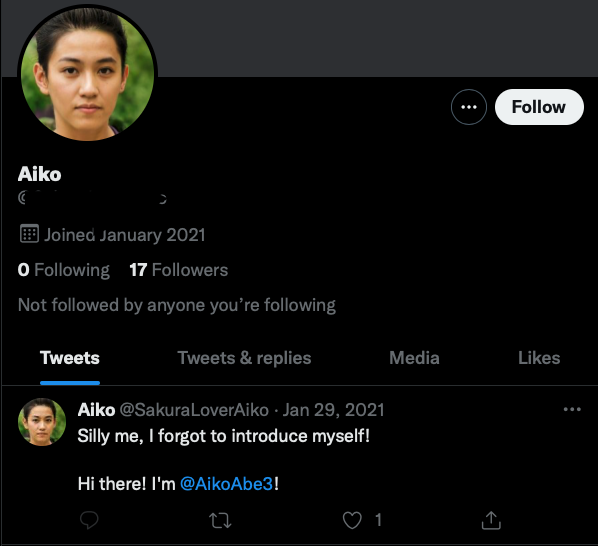 Follow
Aiko
Joined January 2021
0 Following 17 Followers
Not followed by anyone you’re following
Tweets Tweets & replies Media Likes
Aiko @SakuraLoverAiko · Jan 29, 2021
Silly me, I forgot to introduce myself!
Hi there! I'm @AikoAbe3!
1